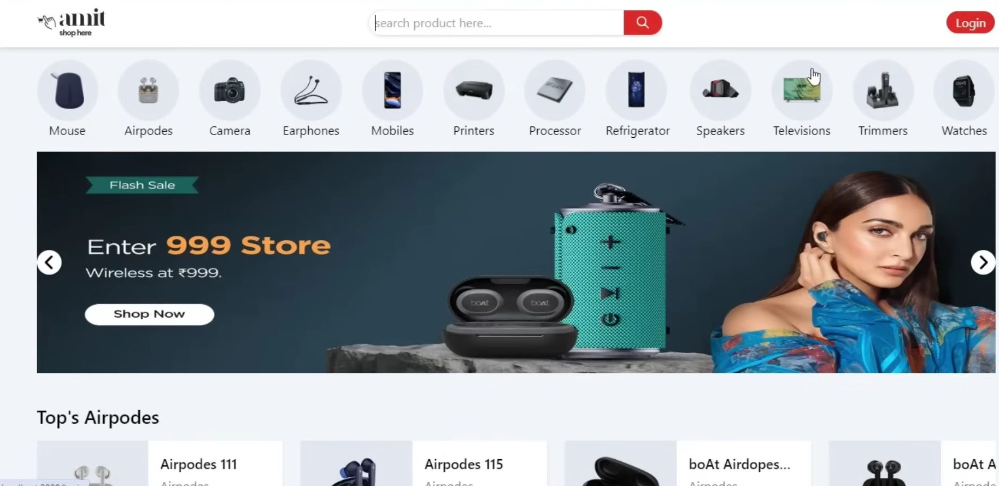 amit
shop here
search product here...
Login
Mouse
Airpodes
Camera
Earphones
Mobiles
Printers
Processor
Refrigerator
Speakers
Televisions
Trimmers
Watches
Flash Sale
Enter 999 Store
Wireless at ₹999.
Shop Now
boAt boAt
Top's Airpodes
Airpodes 111
Airpodes 115
boAt Airdopes...
boAt A
Airpodes
Airpodes
Airpodes